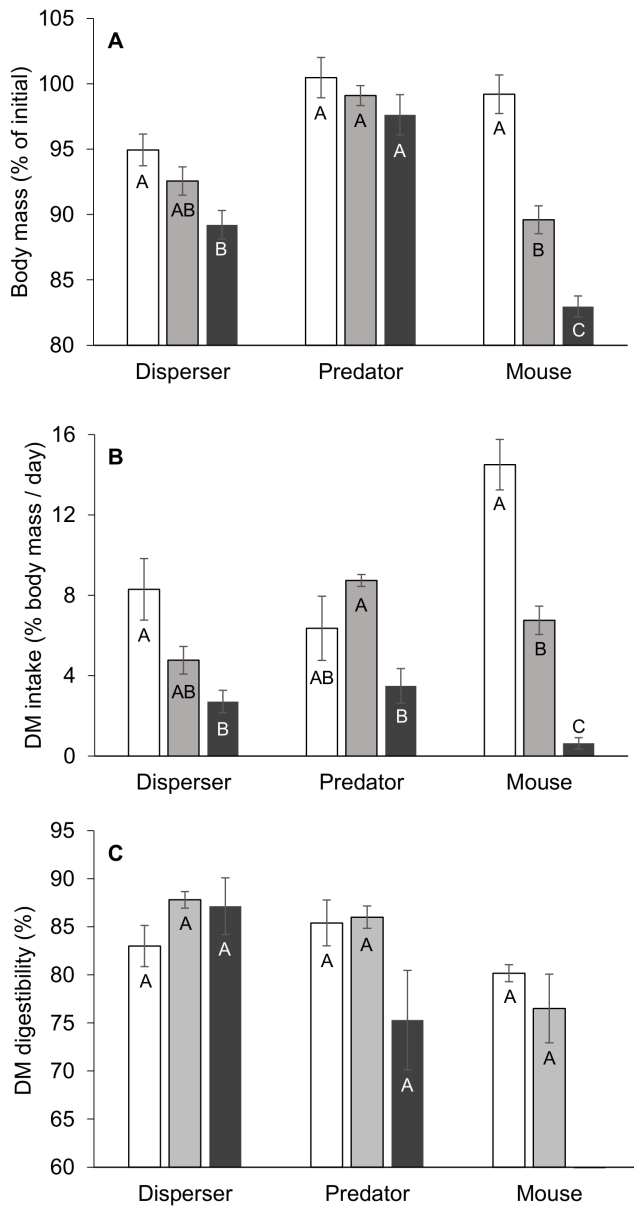 A
Body mass (% of initial)
105
100
95
90
85
80
A
AB
B
A
A
A
A
B
C
Disperser
Predator
Mouse
B
DM intake (% body mass / day)
16
12
8
4
0
A
AB
B
AB
A
B
A
B
C
Disperser
Predator
Mouse
C
DM digestibility (%)
95
90
85
80
75
70
65
60
A
A
A
A
A
A
A
A
Disperser
Predator
Mouse